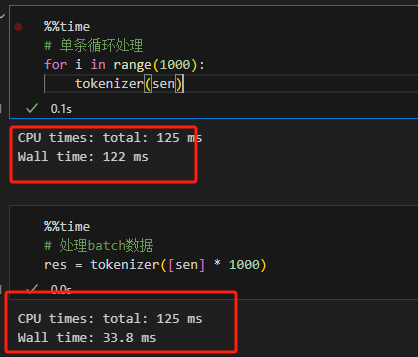 %%time
# 单条循环处理
for i in range(1000):
    tokenizer(sen)
0.1s
CPU times: total: 125 ms
Wall time: 122 ms
%%time
# 处理batch数据
res = tokenizer([sen] * 1000)
0.0s
CPU times: total: 125 ms
Wall time: 33.8 ms